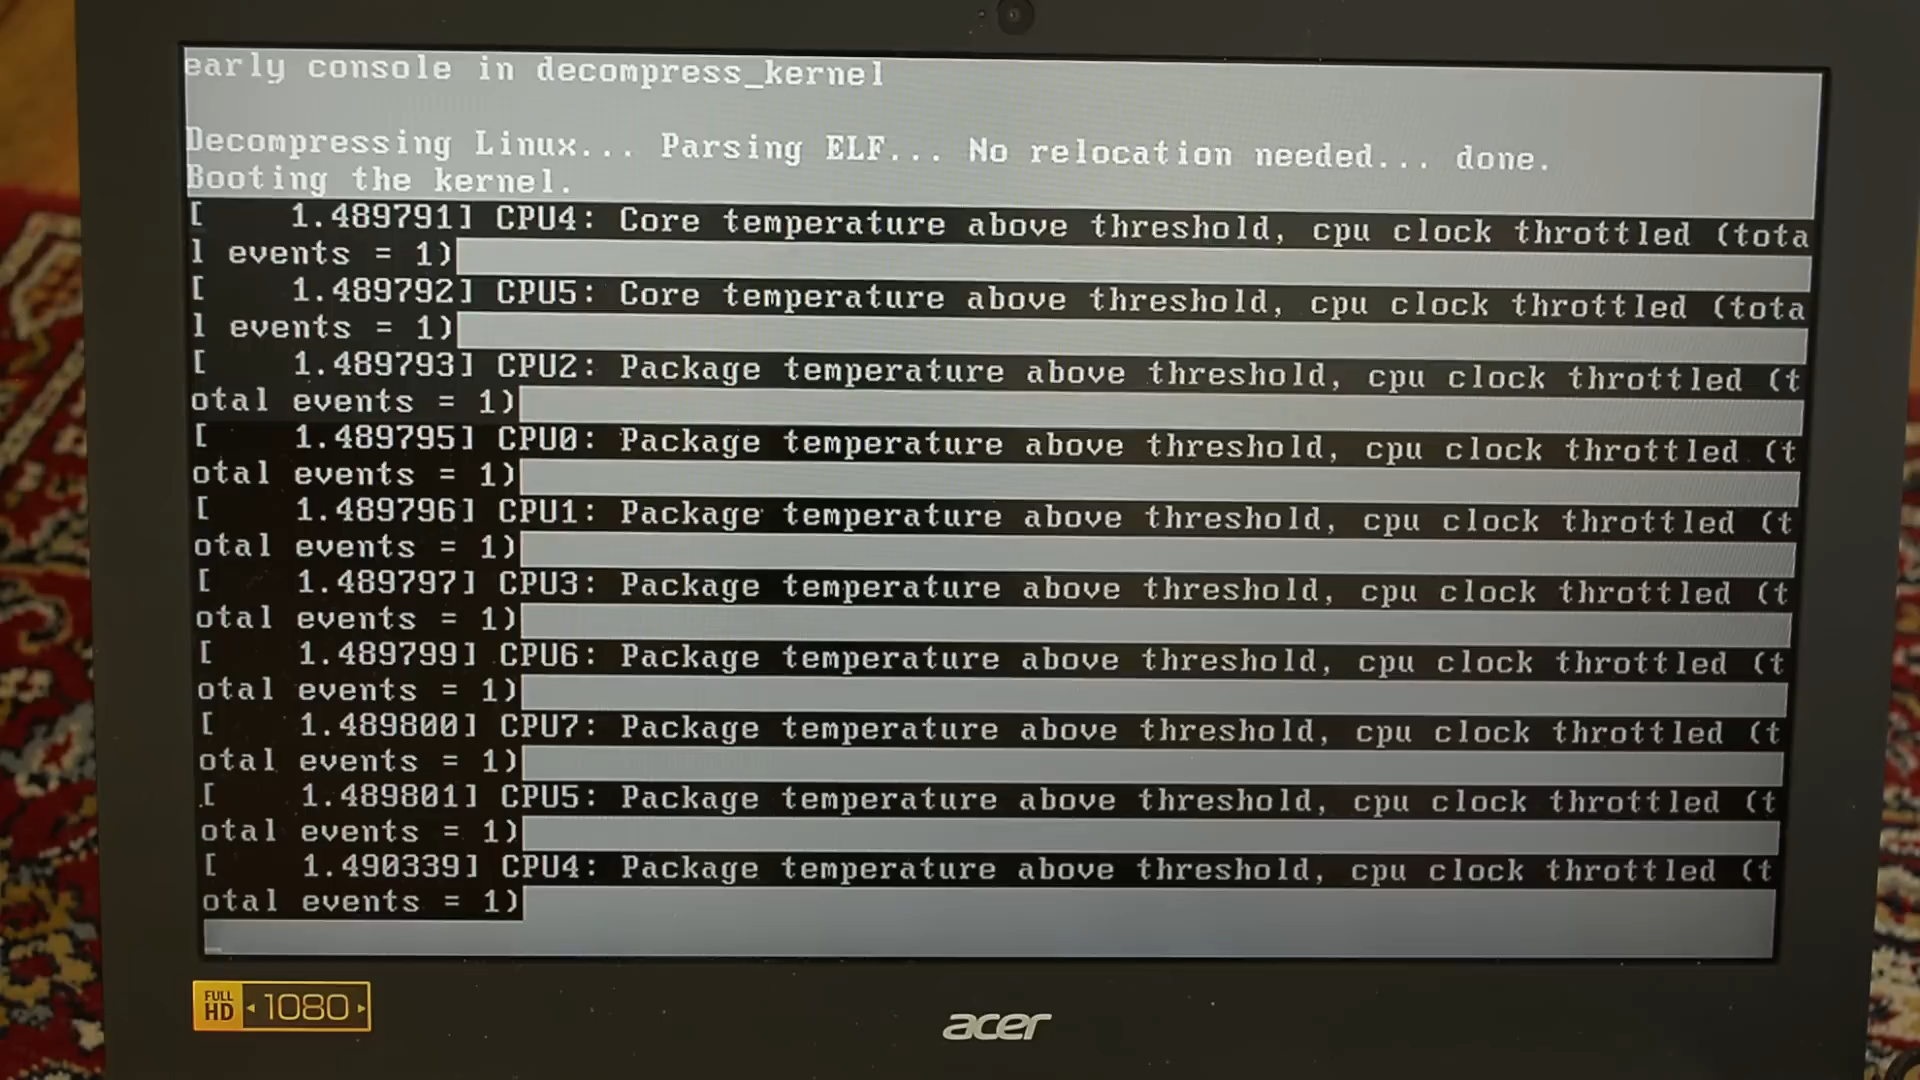 early console in decompress_kernel
Decompressing Linux... Parsing ELF... No relocation needed... done.
Booting the kernel.
[    1.489791] CPU4: Core temperature above threshold, cpu clock throttled (tota
l events = 1)
[    1.489792] CPU5: Core temperature above threshold, cpu clock throttled (tota
l events = 1)
[    1.489793] CPU2: Package temperature above threshold, cpu clock throttled (t
otal events = 1)
[    1.489795] CPU0: Package temperature above threshold, cpu clock throttled (t
otal events = 1)
[    1.489796] CPU1: Package temperature above threshold, cpu clock throttled (t
otal events = 1)
[    1.489797] CPU3: Package temperature above threshold, cpu clock throttled (t
otal events = 1)
[    1.489799] CPU6: Package temperature above threshold, cpu clock throttled (t
otal events = 1)
[    1.489800] CPU7: Package temperature above threshold, cpu clock throttled (t
otal events = 1)
[    1.489801] CPU5: Package temperature above threshold, cpu clock throttled (t
otal events = 1)
[    1.490339] CPU4: Package temperature above threshold, cpu clock throttled (t
otal events = 1)
_
FULL HD 1080
acer